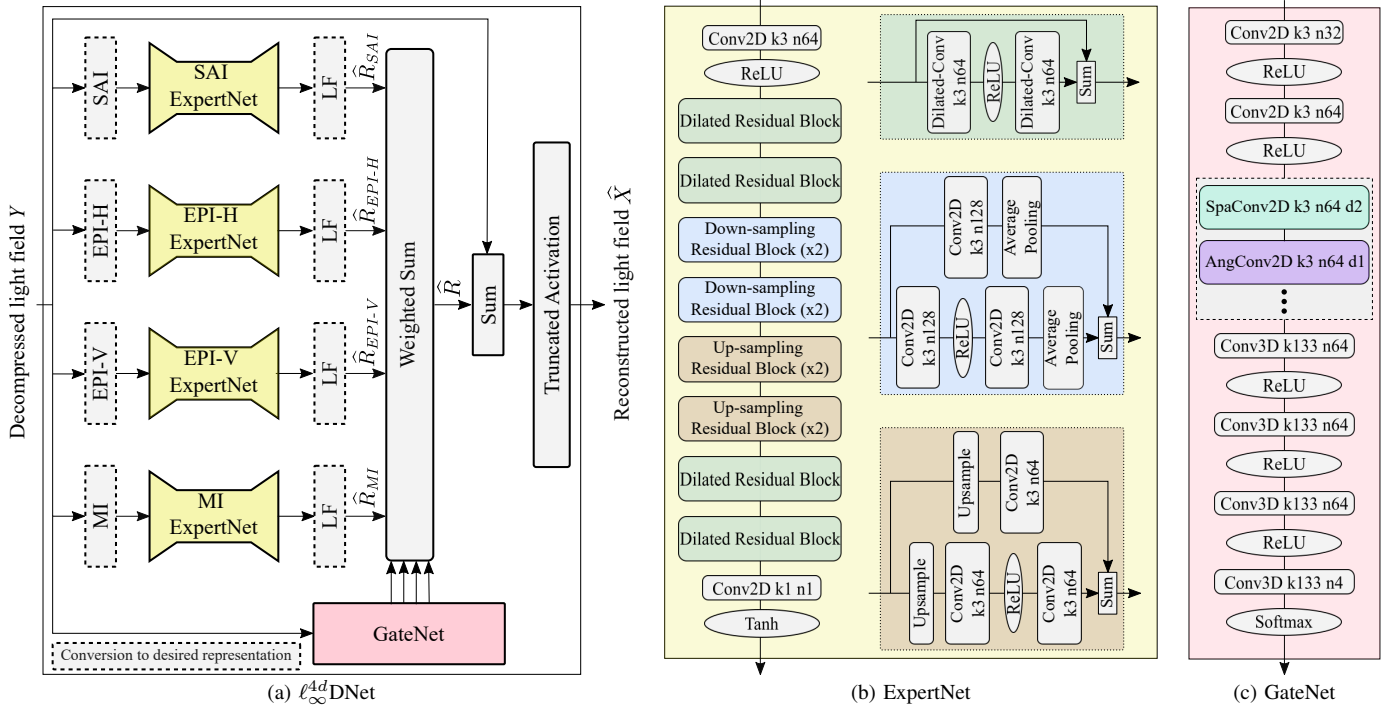 Decompressed light field Y
SAI
SAI
ExpertNet
LF
R̂_SAI
EPI-H
EPI-H
ExpertNet
LF
R̂_EPI-H
EPI-V
EPI-V
ExpertNet
LF
R̂_EPI-V
MI
MI
ExpertNet
LF
R̂_MI
Weighted Sum
R̂
Sum
Truncated Activation
Reconstructed light field X̂
GateNet
Conversion to desired representation
(a) ℓ∞^4d DNet
Conv2D k3 n64
ReLU
Dilated Residual Block
Dilated Residual Block
Down-sampling
Residual Block (x2)
Down-sampling
Residual Block (x2)
Up-sampling
Residual Block (x2)
Up-sampling
Residual Block (x2)
Dilated Residual Block
Dilated Residual Block
Conv2D k1 n1
Tanh
Dilated-Conv
k3 n64
ReLU
Dilated-Conv
k3 n64
Sum
Conv2D
k3 n128
Average
Pooling
Conv2D
k3 n128
ReLU
Conv2D
k3 n128
Average
Pooling
Sum
Upsample
Conv2D
k3 n64
Upsample
Conv2D
k3 n64
ReLU
Conv2D
k3 n64
Sum
(b) ExpertNet
Conv2D k3 n32
ReLU
Conv2D k3 n64
ReLU
SpaConv2D k3 n64 d2
AngConv2D k3 n64 d1
Conv3D k133 n64
ReLU
Conv3D k133 n64
ReLU
Conv3D k133 n64
ReLU
Conv3D k133 n4
Softmax
(c) GateNet